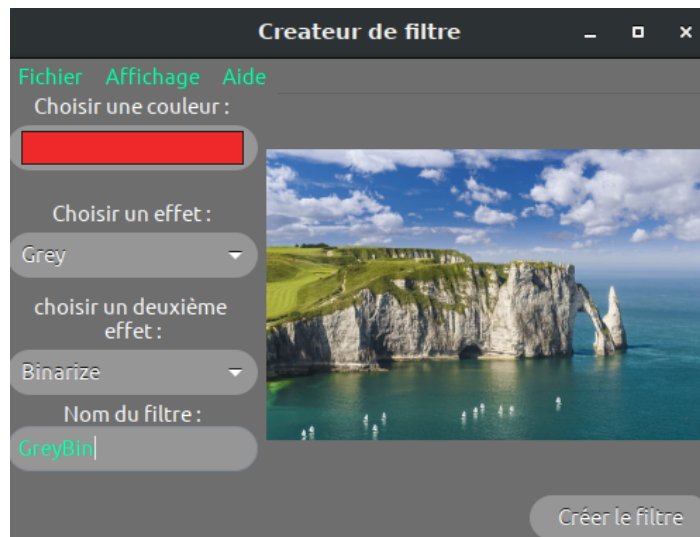 Createur de filtre
Fichier Affichage Aide
Choisir une couleur :
Choisir un effet :
Grey
choisir un deuxième
effet :
Binarize
Nom du filtre :
GreyBin
Créer le filtre